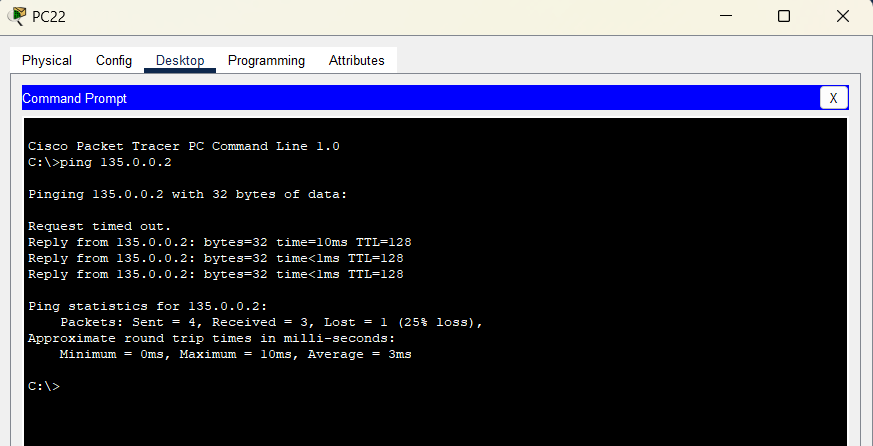 PC22
Physical Config Desktop Programming Attributes
Command Prompt X
Cisco Packet Tracer PC Command Line 1.0
C:\>ping 135.0.0.2
Pinging 135.0.0.2 with 32 bytes of data:
Request timed out.
Reply from 135.0.0.2: bytes=32 time=10ms TTL=128
Reply from 135.0.0.2: bytes=32 time<1ms TTL=128
Reply from 135.0.0.2: bytes=32 time<1ms TTL=128
Ping statistics for 135.0.0.2:
Packets: Sent = 4, Received = 3, Lost = 1 (25% loss),
Approximate round trip times in milli-seconds:
Minimum = 0ms, Maximum = 10ms, Average = 3ms
C:\>